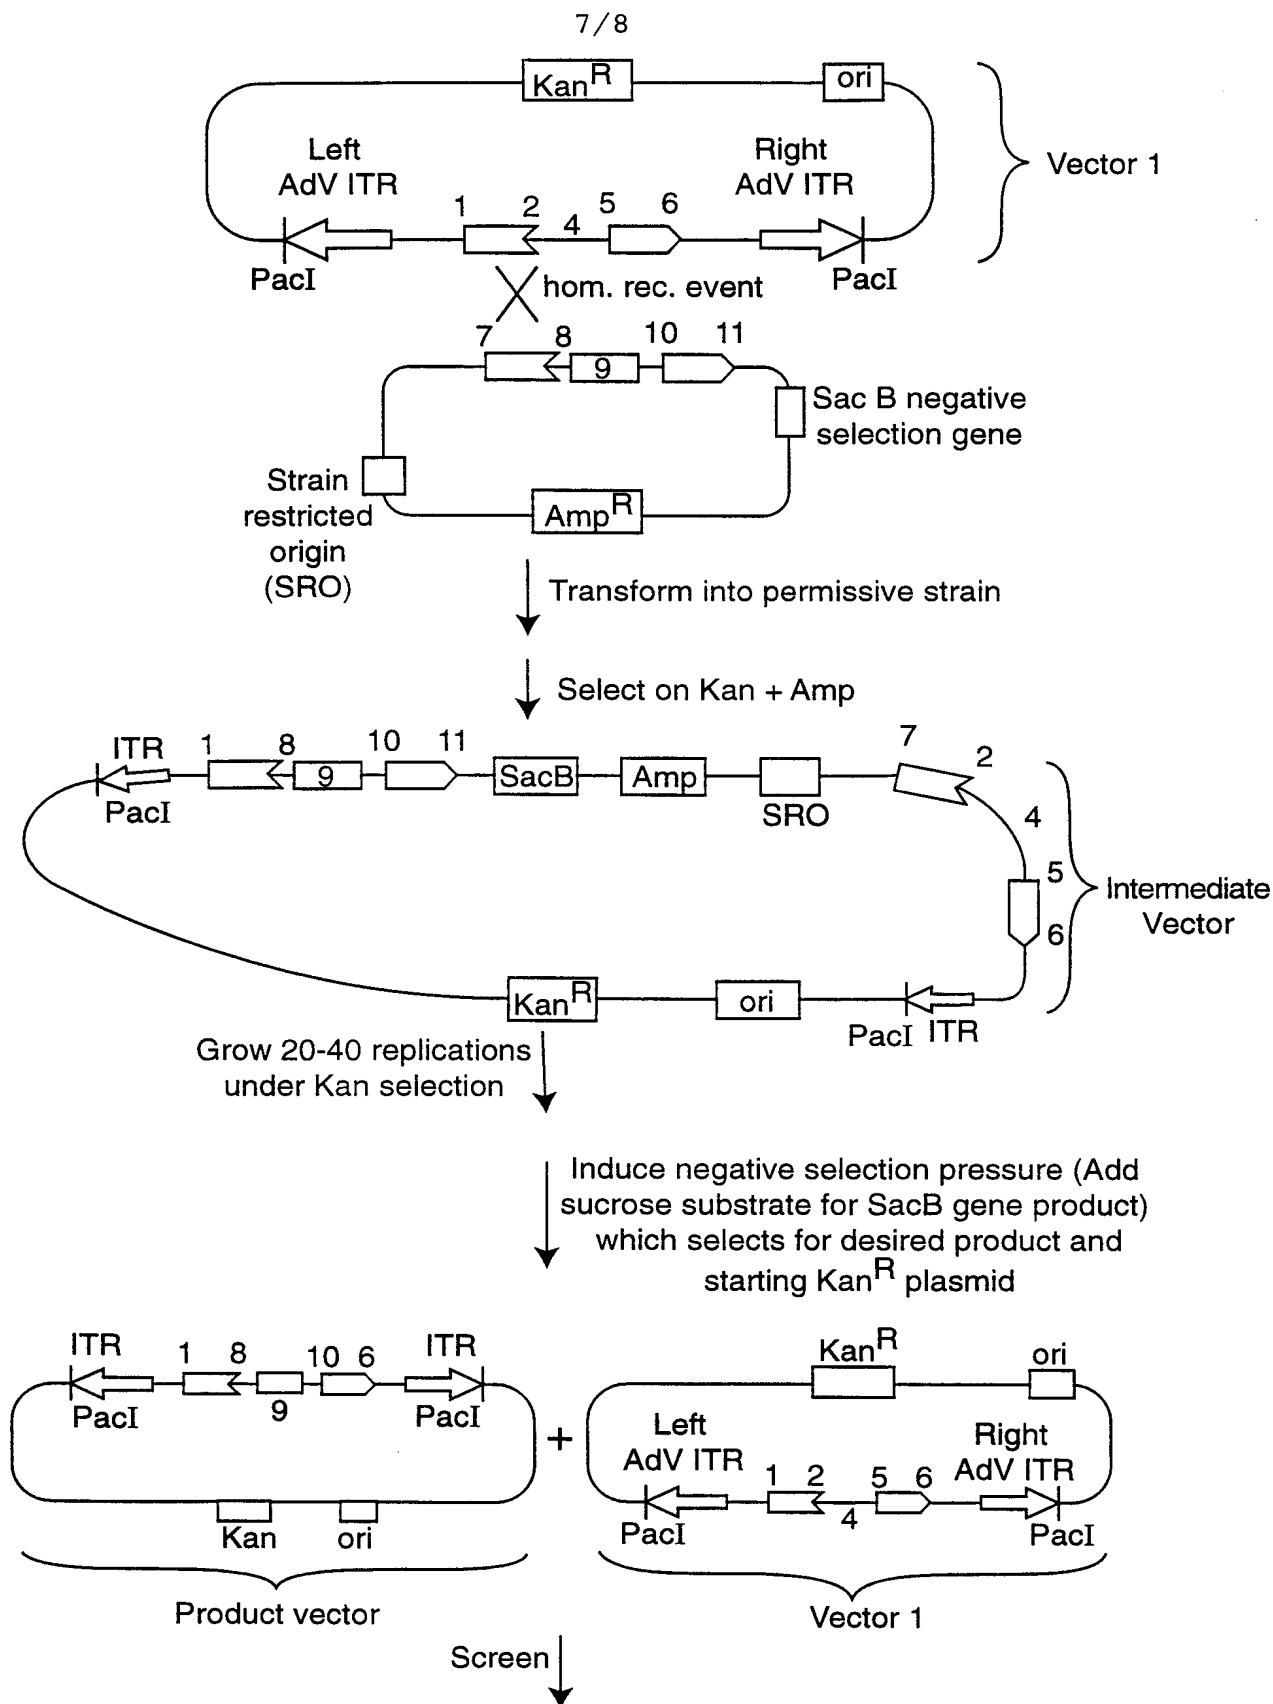 7/8
Kan^R
ori
Left
AdV ITR
Right
AdV ITR
Vector 1
1 2 4 5 6
PacI
PacI
hom. rec. event
7 8 9 10 11
Sac B negative
selection gene
Strain
restricted
origin
(SRO)
Amp^R
Transform into permissive strain
Select on Kan + Amp
ITR
PacI
1 8 9 10 11
SacB
Amp
SRO
7 2
4
5
6
Intermediate
Vector
Kan^R
ori
PacI ITR
Grow 20-40 replications
under Kan selection
Induce negative selection pressure (Add
sucrose substrate for SacB gene product)
which selects for desired product and
starting Kan^R plasmid
ITR
1 8 9 10 6
ITR
PacI
PacI
Kan
ori
Product vector
+
Kan^R
ori
Left
AdV ITR
Right
AdV ITR
1 2 4 5 6
PacI
PacI
Vector 1
Screen